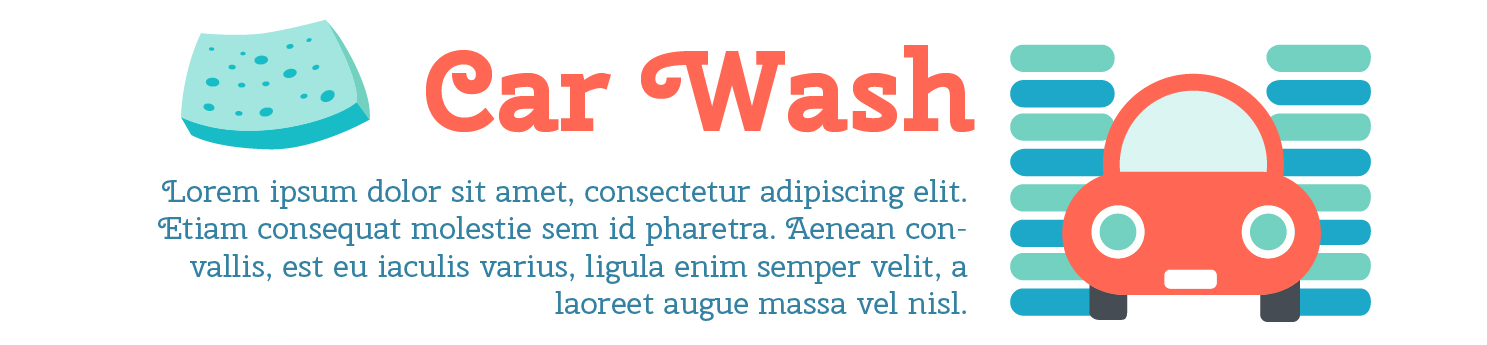 Car Wash
Lorem ipsum dolor sit amet, consectetur adipiscing elit.
Etiam consequat molestie sem id pharetra. Aenean con-
vallis, est eu iaculis varius, ligula enim semper velit, a
laoreet augue massa vel nisl.